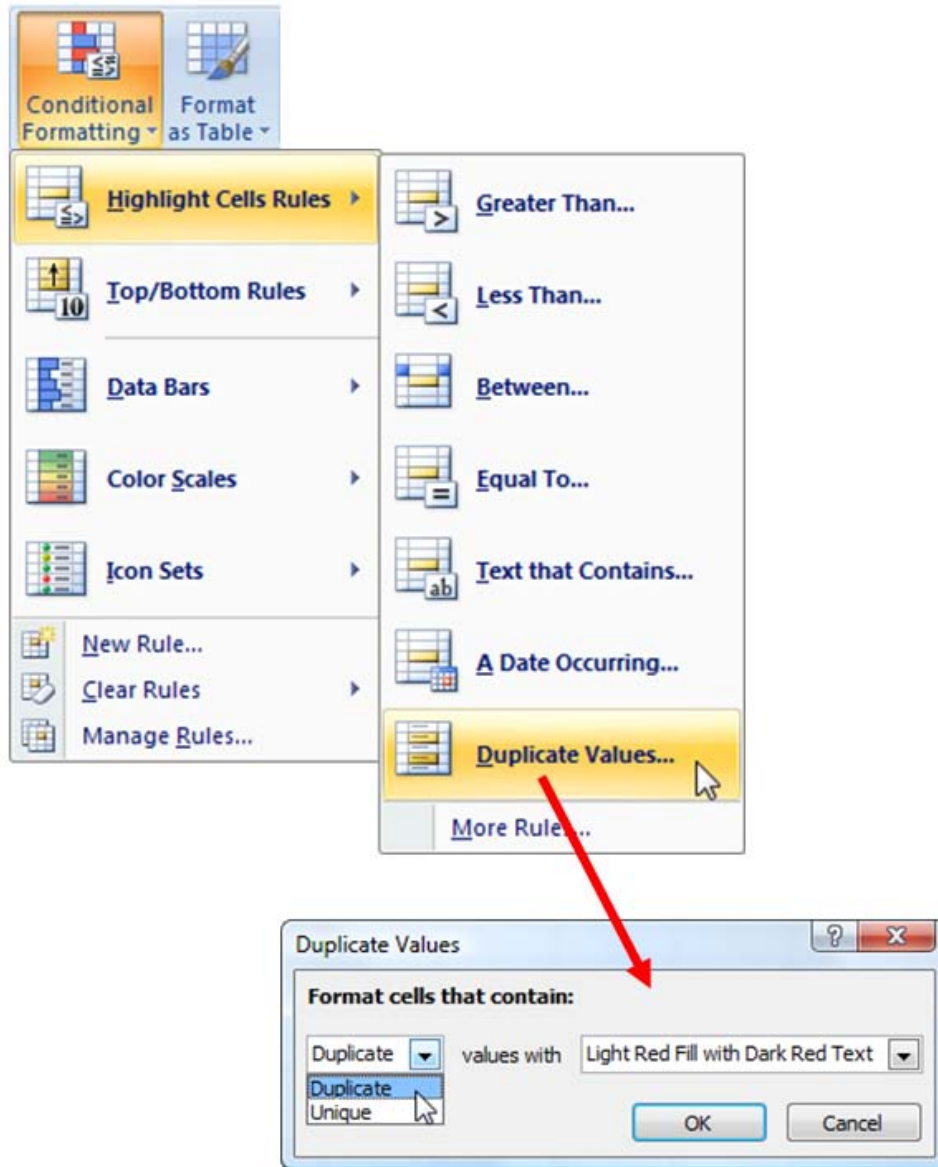 Conditional
Formatting
Format
as Table
Highlight Cells Rules
Top/Bottom Rules
10
Data Bars
Color Scales
Icon Sets
New Rule...
Clear Rules
Manage Rules...
Greater Than...
>
Less Than...
<
Between...
Equal To...
=
Text that Contains...
ab
A Date Occurring...
Duplicate Values...
More Rules...
Duplicate Values
?
X
Format cells that contain:
Duplicate values with Light Red Fill with Dark Red Text
Duplicate
Unique
OK Cancel